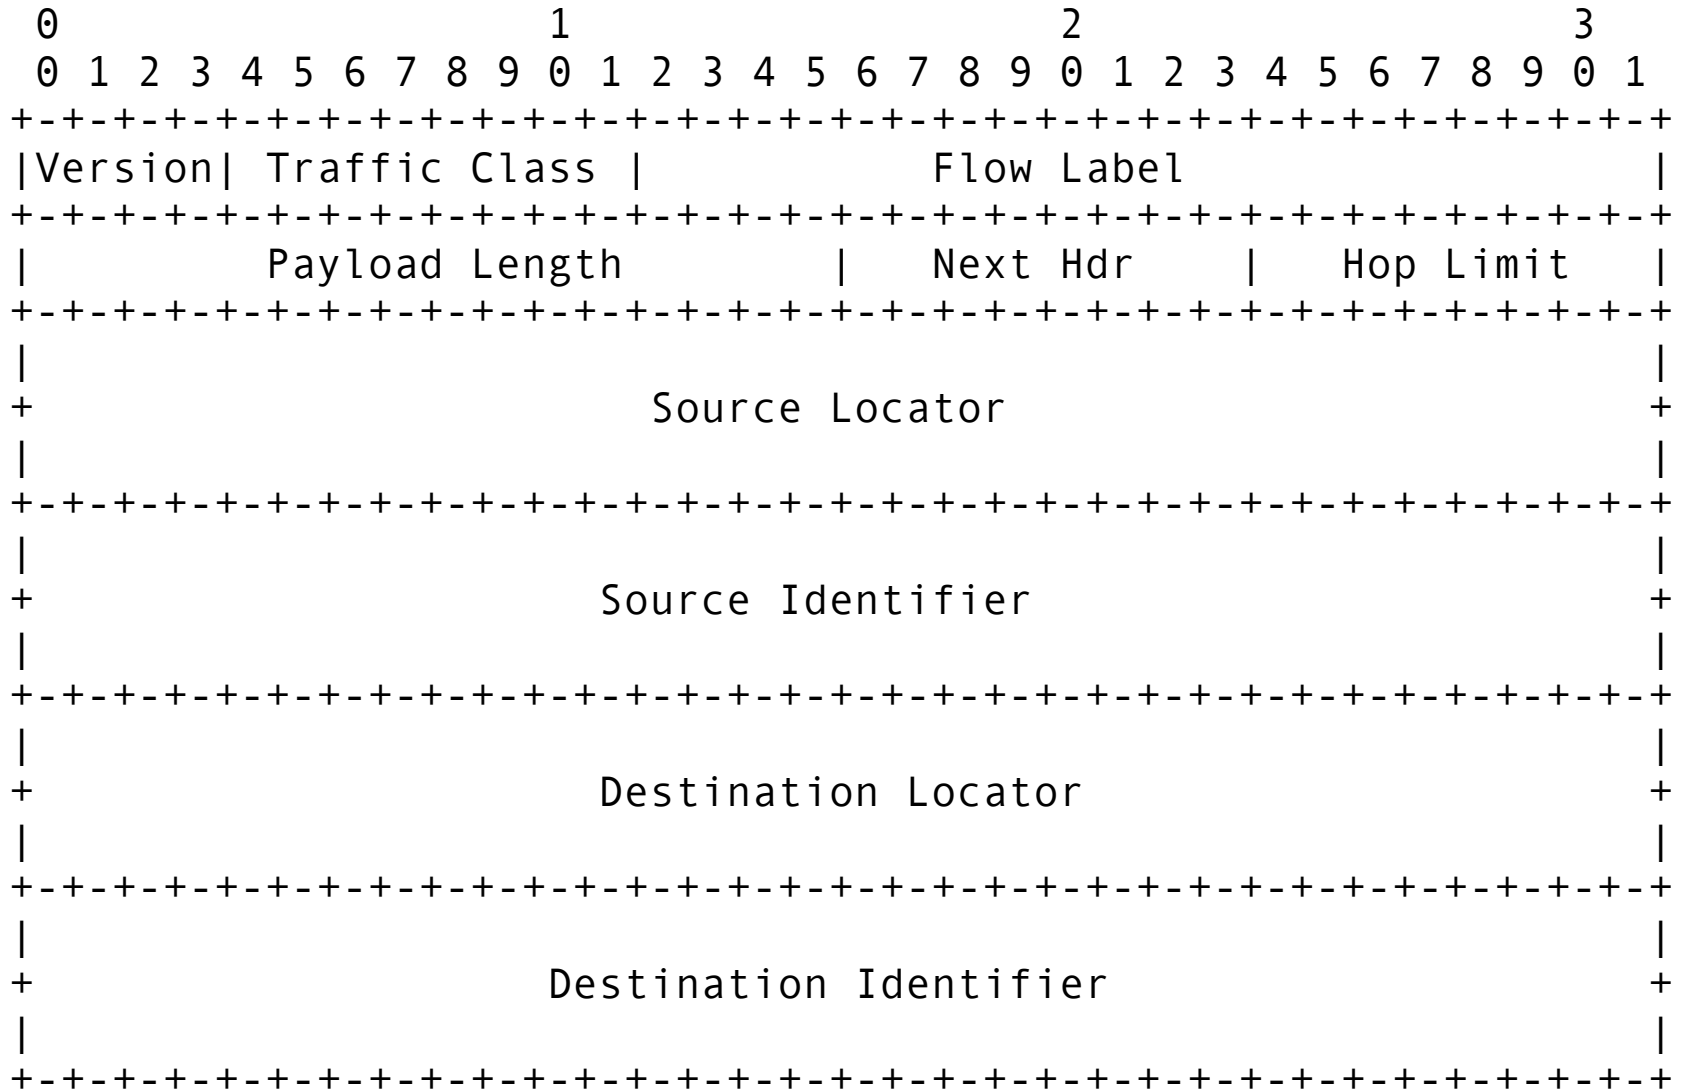 0                   1                   2                   3
 0 1 2 3 4 5 6 7 8 9 0 1 2 3 4 5 6 7 8 9 0 1 2 3 4 5 6 7 8 9 0 1
+-+-+-+-+-+-+-+-+-+-+-+-+-+-+-+-+-+-+-+-+-+-+-+-+-+-+-+-+-+-+-+-+
|Version| Traffic Class |           Flow Label                  |
+-+-+-+-+-+-+-+-+-+-+-+-+-+-+-+-+-+-+-+-+-+-+-+-+-+-+-+-+-+-+-+-+
|         Payload Length        |   Next Hdr    |   Hop Limit   |
+-+-+-+-+-+-+-+-+-+-+-+-+-+-+-+-+-+-+-+-+-+-+-+-+-+-+-+-+-+-+-+-+
|                                                               |
+                        Source Locator                         +
|                                                               |
+-+-+-+-+-+-+-+-+-+-+-+-+-+-+-+-+-+-+-+-+-+-+-+-+-+-+-+-+-+-+-+-+
|                                                               |
+                      Source Identifier                        +
|                                                               |
+-+-+-+-+-+-+-+-+-+-+-+-+-+-+-+-+-+-+-+-+-+-+-+-+-+-+-+-+-+-+-+-+
|                                                               |
+                      Destination Locator                      +
|                                                               |
+-+-+-+-+-+-+-+-+-+-+-+-+-+-+-+-+-+-+-+-+-+-+-+-+-+-+-+-+-+-+-+-+
|                                                               |
+                    Destination Identifier                     +
|                                                               |
+-+-+-+-+-+-+-+-+-+-+-+-+-+-+-+-+-+-+-+-+-+-+-+-+-+-+-+-+-+-+-+-+